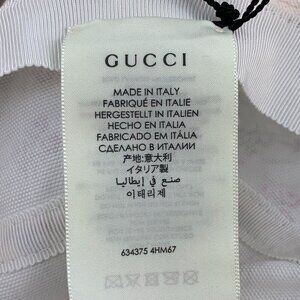 GUCCI
MADE IN ITALY
FABRIQUÉ EN ITALIE
HERGESTELLT IN ITALIEN
HECHO EN ITALIA
FABRICADO EM ITÁLIA
СДЕЛАНО В ИТАЛИИ
产地:意大利
イタリア製
صنع في إيطاليا
이태리제
634375 4HM67